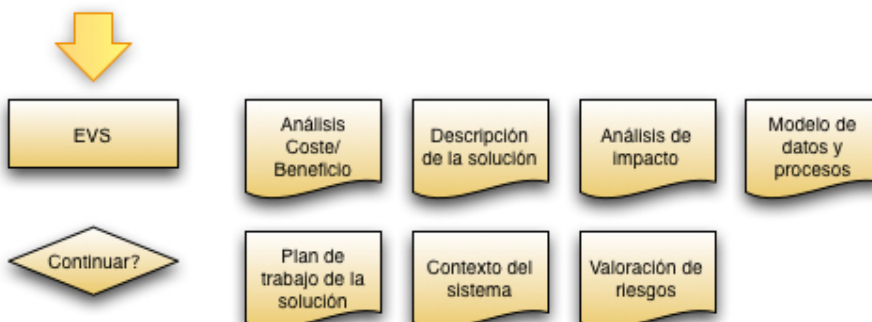 EVS
Análisis
Coste/
Beneficio
Descripción
de la solución
Análisis de
impacto
Modelo de
datos y
procesos
Continuar?
Plan de
trabajo de la
solución
Contexto del
sistema
Valoración de
riesgos